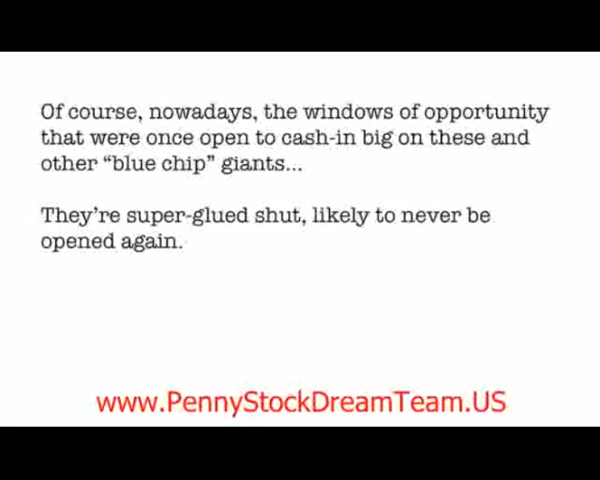 Of course, nowadays, the windows of opportunity
that were once open to cash-in big on these and
other “blue chip” giants...
They’re super-glued shut, likely to never be
opened again.
www.PennyStockDreamTeam.US